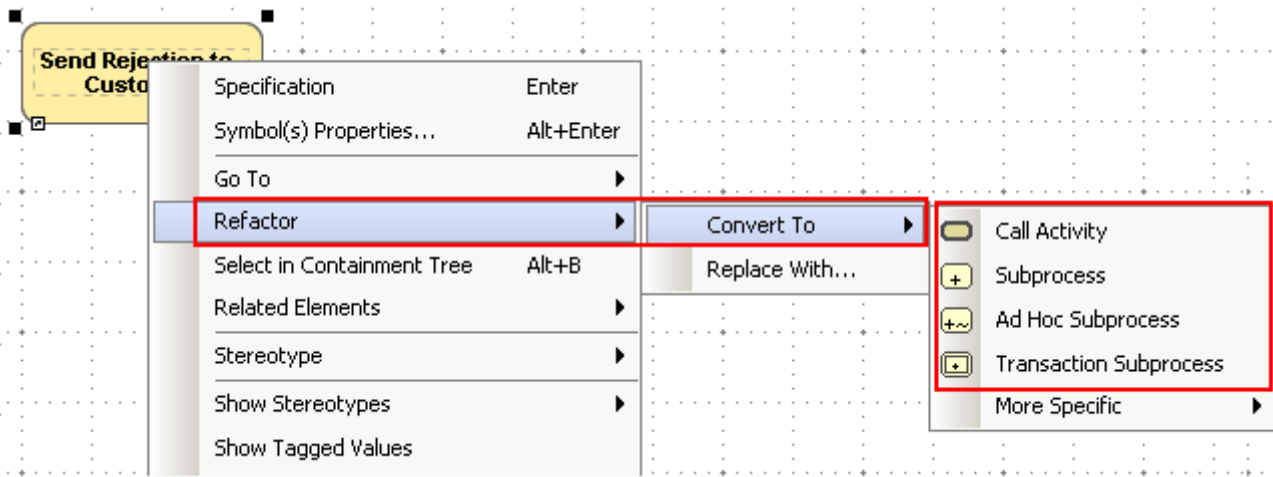 Send Rejection to
Custo
Specification Enter
Symbol(s) Properties... Alt+Enter
Go To
Refactor
Select in Containment Tree Alt+B
Related Elements
Stereotype
Show Stereotypes
Show Tagged Values
Convert To
Replace With...
Call Activity
Subprocess
Ad Hoc Subprocess
Transaction Subprocess
More Specific